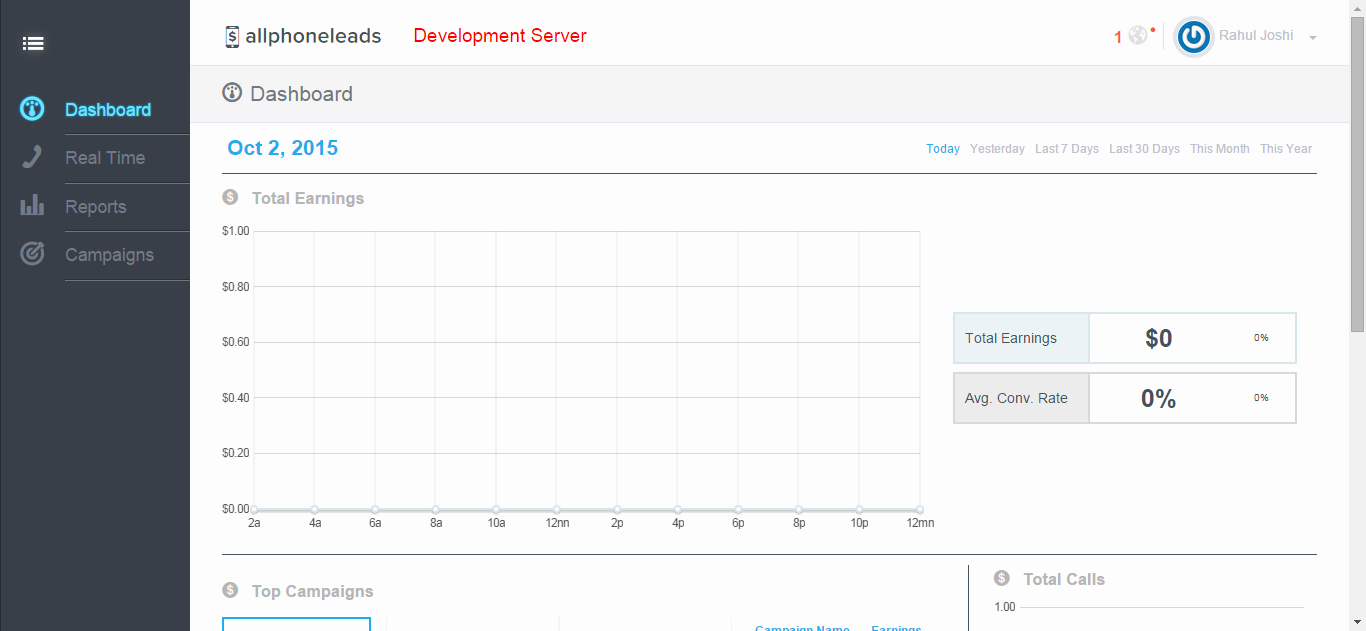 allphoneleads Development Server 1 Rahul Joshi
Dashboard
Dashboard
Real Time
Reports
Campaigns
Oct 2, 2015 Today Yesterday Last 7 Days Last 30 Days This Month This Year
Total Earnings
$1.00
$0.80
$0.60
$0.40
$0.20
$0.00
2a 4a 6a 8a 10a 12nn 2p 4p 6p 8p 10p 12mn
Total Earnings $0 0%
Avg. Conv. Rate 0% 0%
Top Campaigns
Campaign Name Earnings
Total Calls
1.00